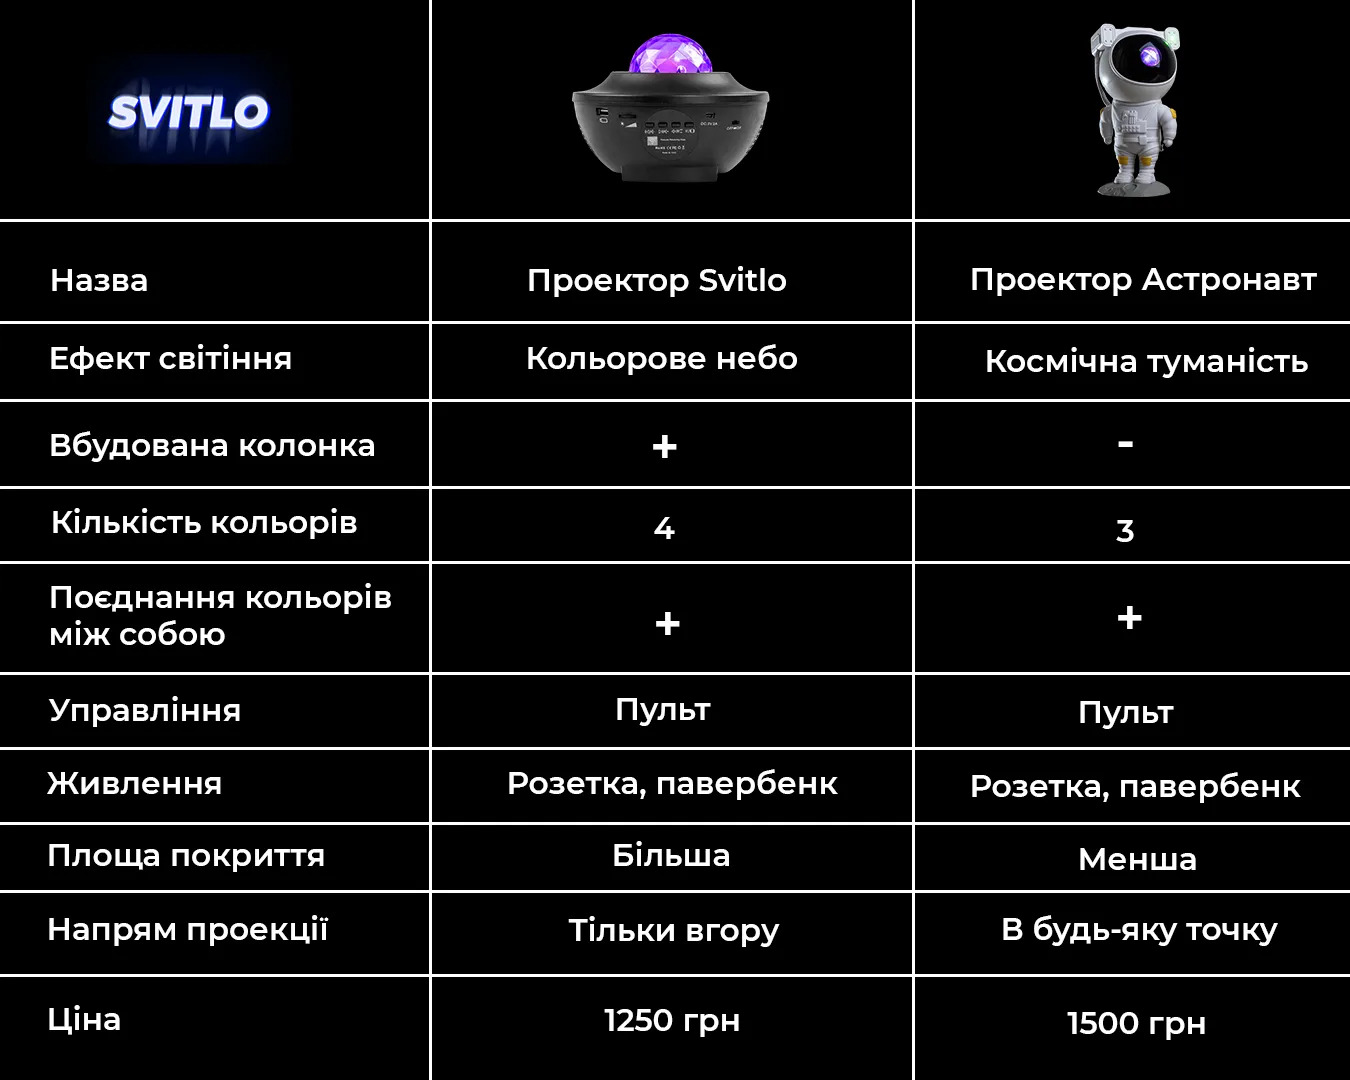 SVITLO
Назва
Проектор Svitlo
Проектор Астронавт
Ефект світіння
Кольорове небо
Космічна туманість
Вбудована колонка
+
-
Кількість кольорів
4
3
Поєднання кольорів
між собою
+
+
Управління
Пульт
Пульт
Живлення
Розетка, павербенк
Розетка, павербенк
Площа покриття
Більша
Менша
Напрям проекції
Тільки вгору
В будь-яку точку
Ціна
1250 грн
1500 грн